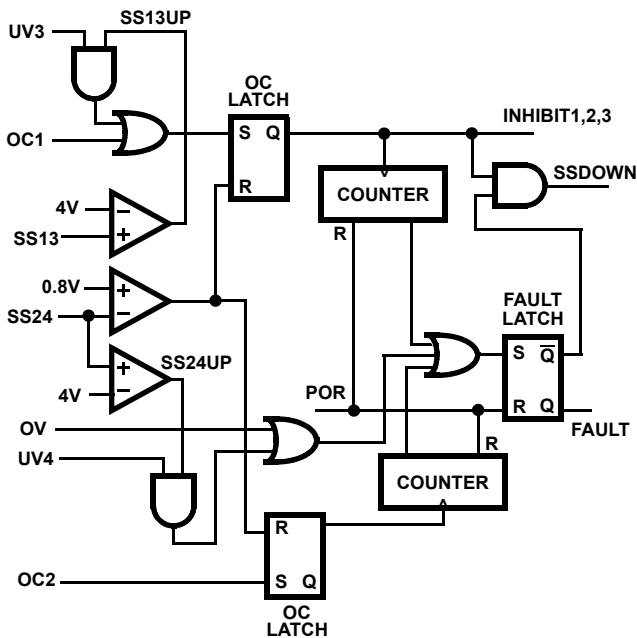 SS13UP
UV3
OC
LATCH
INHIBIT1,2,3
S Q
OC1
R
SSDOWN
COUNTER
4V
SS13
R
0.8V
SS24
FAULT
LATCH
SS24UP
S Q
4V
POR
R Q
OV
R
FAULT
UV4
COUNTER
R
OC2
S Q
OC
LATCH